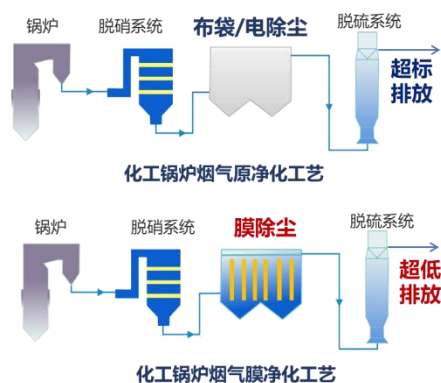 锅炉
脱硝系统
布袋/电除尘
脱硫系统
超标
排放
化工锅炉烟气原净化工艺
锅炉
脱硝系统
膜除尘
脱硫系统
超低
排放
化工锅炉烟气膜净化工艺